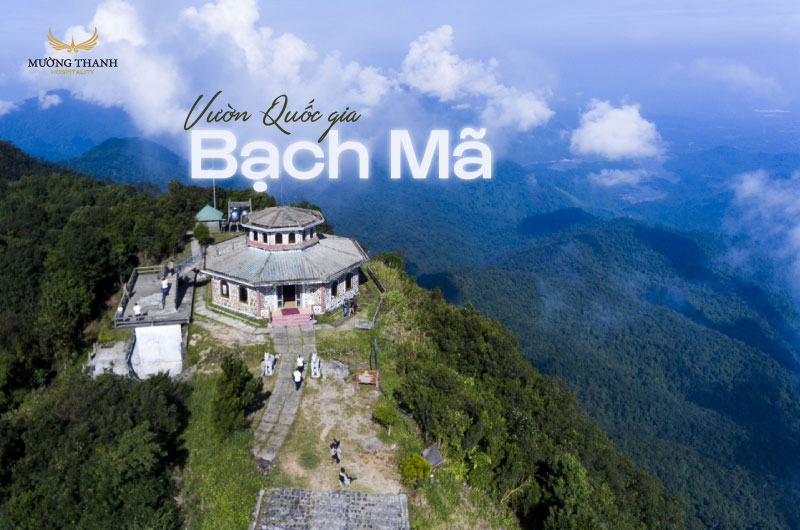 MƯỜNG THANH
HOSPITALITY
Vườn Quốc gia
Bạch Mã